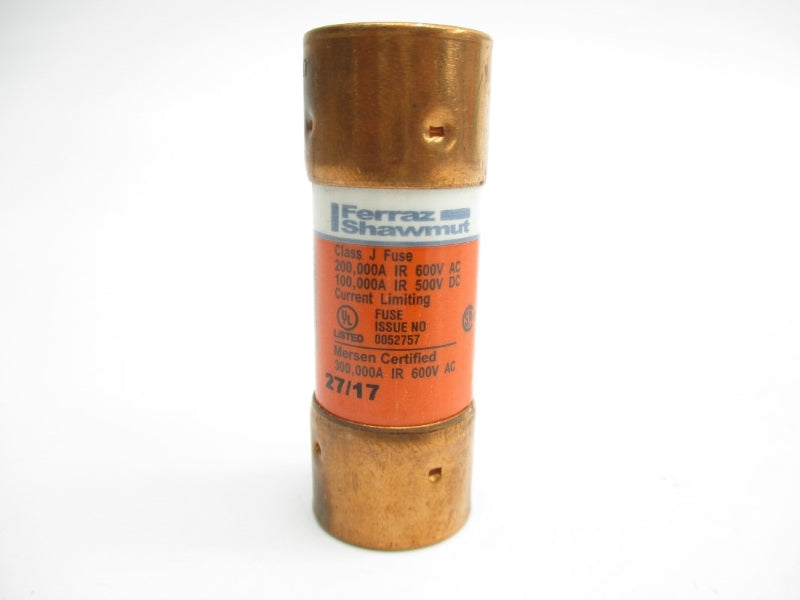 Ferraz
Shawmut
Class J Fuse
200,000A IR 600V AC
100,000A IR 500V DC
Current Limiting
UL
LISTED
FUSE
ISSUE NO
0052757
Mersen Certified
300,000A IR 600V AC
27/17